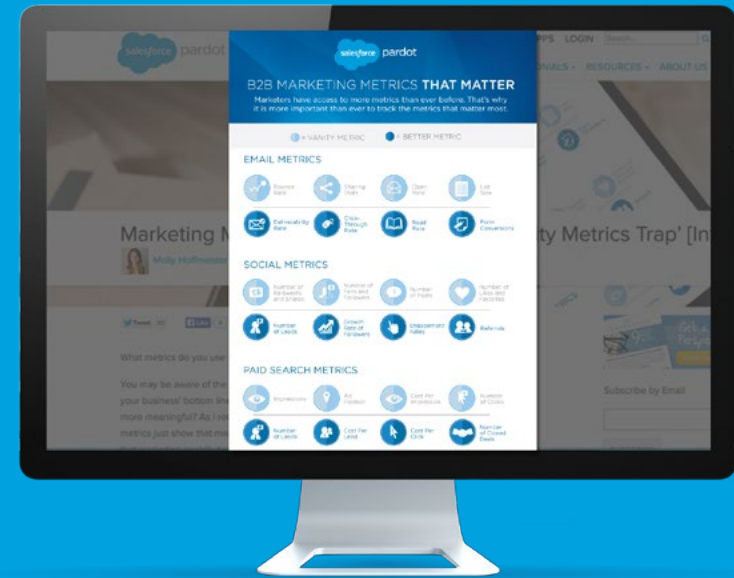 salesforce pardot
PPS LOGIN Search...
RESOURCES ABOUT US
salesforce pardot
B2B MARKETING METRICS THAT MATTER
Marketers have access to more metrics than ever before. That's why
it is more important than ever to track the metrics that matter most.
= VANITY METRIC = BETTER METRIC
EMAIL METRICS
Bounce
Rate
Sharing
Rate
Open
Rate
List
Size
Deliverability
Rate
Click-
Through
Rate
Read
Rate
Form
Conversions
Marketing
ity Metrics Trap' [In
Molly Hoffmeister
SOCIAL METRICS
Number of
Retweets
and Shares
Number of
Fans and
Followers
Number
of Posts
Number of
Likes and
Favorites
Number
of Leads
Growth
Rate of
Followers
Engagement
Rates
Referrals
Tweet
Like
What metrics do you use
You may be aware of the
your business' bottom line
more meaningful? As I
metrics just show that
Get a
Subscribe by Email
PAID SEARCH METRICS
Impressions
Ad
Position
Cost Per
Impression
Number
of Clicks
Number
of Leads
Cost Per
Lead
Cost Per
Click
Number
of Closed
Deals